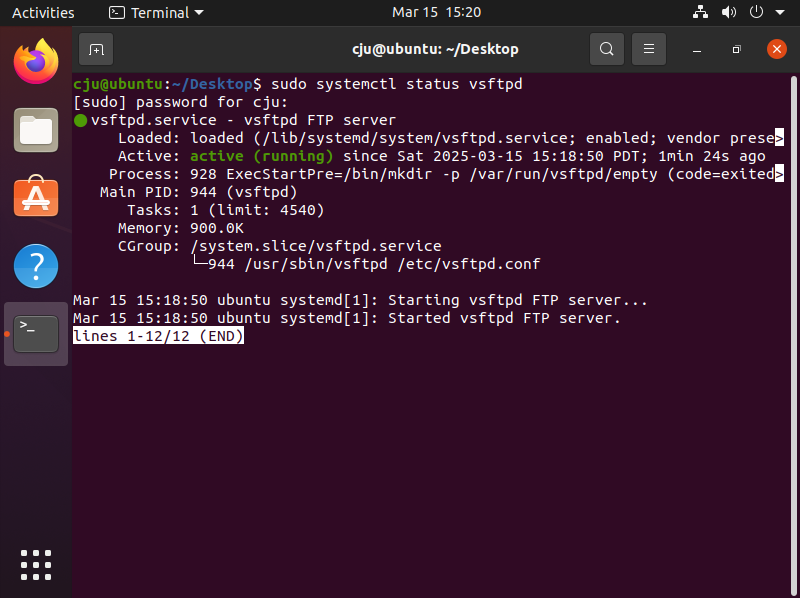 Activities
Terminal
Mar 15 15:20
cju@ubuntu: ~/Desktop
cju@ubuntu:~/Desktop$ sudo systemctl status vsftpd
[sudo] password for cju:
● vsftpd.service - vsftpd FTP server
Loaded: loaded (/lib/systemd/system/vsftpd.service; enabled; vendor prese>
Active: active (running) since Sat 2025-03-15 15:18:50 PDT; 1min 24s ago
Process: 928 ExecStartPre=/bin/mkdir -p /var/run/vsftpd/empty (code=exited>
Main PID: 944 (vsftpd)
Tasks: 1 (limit: 4540)
Memory: 900.0K
CGroup: /system.slice/vsftpd.service
└─944 /usr/sbin/vsftpd /etc/vsftpd.conf
Mar 15 15:18:50 ubuntu systemd[1]: Starting vsftpd FTP server...
Mar 15 15:18:50 ubuntu systemd[1]: Started vsftpd FTP server.
lines 1-12/12 (END)